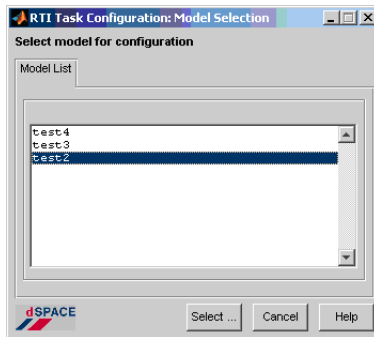 RTI Task Configuration: Model Selection
Select model for configuration
Model List
test4
test3
test2
dSPACE
Select ... Cancel Help